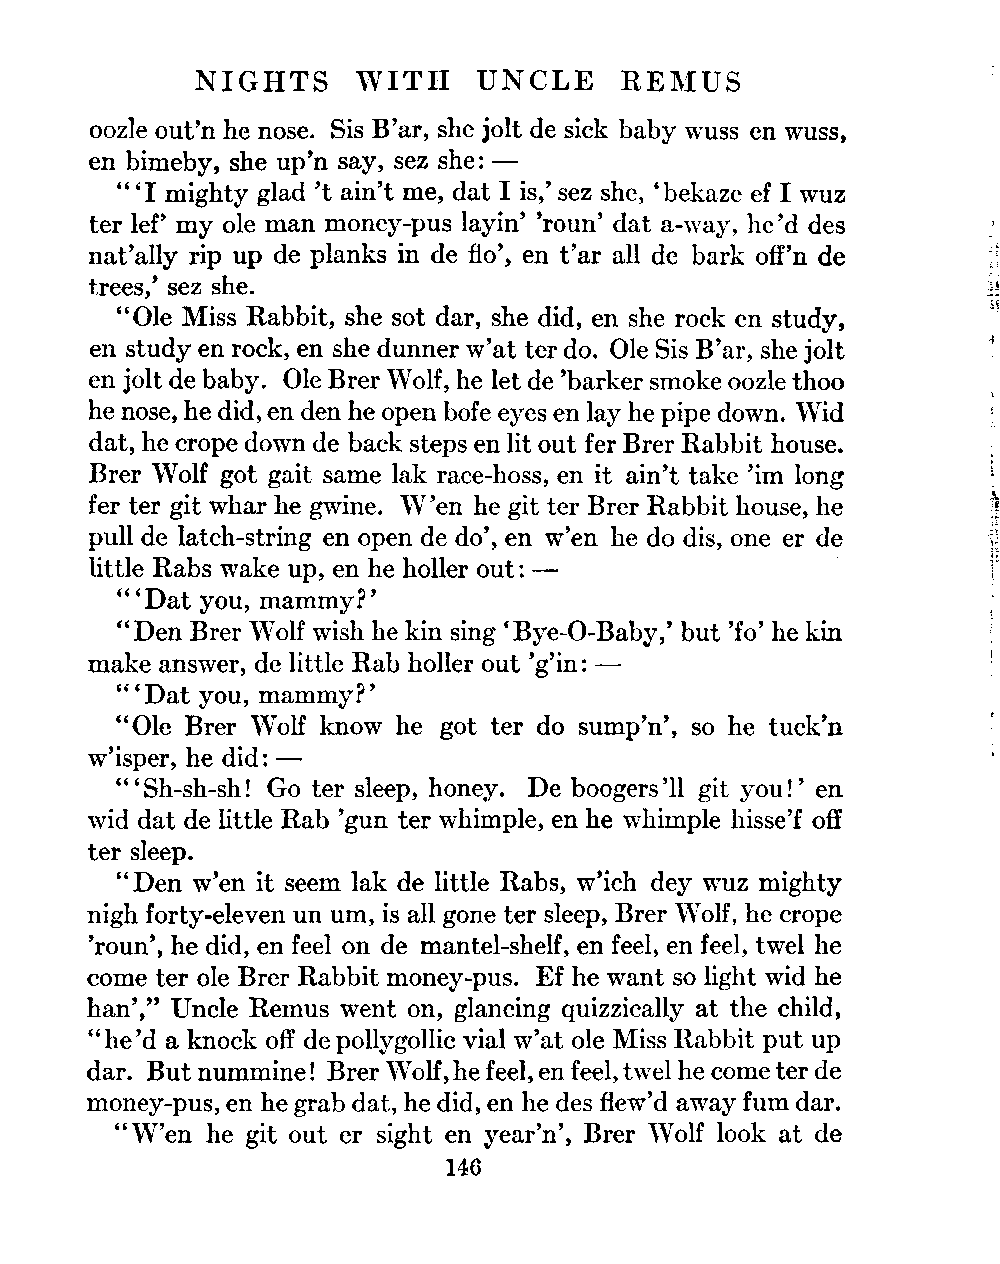 NIGHTS WITH UNCLE REMUS
oozle out'n he nose. Sis B'ar, she jolt de sick baby wuss en wuss,
en bimeby, she up'n say, sez she: —
"'I mighty glad 't ain't me, dat I is,' sez she, 'bekaze ef I wuz
ter lef' my ole man money-pus layin' 'roun' dat a-way, he'd des
nat'ally rip up de planks in de flo', en t'ar all de bark off'n de
trees,' sez she.
"Ole Miss Rabbit, she sot dar, she did, en she rock en study,
en study en rock, en she dunner w'at ter do. Ole Sis B'ar, she jolt
en jolt de baby. Ole Brer Wolf, he let de 'barker smoke oozle thoo
he nose, he did, en den he open bofe eyes en lay he pipe down. Wid
dat, he crope down de back steps en lit out fer Brer Rabbit house.
Brer Wolf got gait same lak race-hoss, en it ain't take 'im long
fer ter git whar he gwine. W'en he git ter Brer Rabbit house, he
pull de latch-string en open de do', en w'en he do dis, one er de
little Rabs wake up, en he holler out: —
"'Dat you, mammy?'
"Den Brer Wolf wish he kin sing 'Bye-O-Baby,' but 'fo' he kin
make answer, de little Rab holler out 'g'in: —
"'Dat you, mammy?'
"Ole Brer Wolf know he got ter do sump'n', so he tuck'n
w'isper, he did: —
"'Sh-sh-sh! Go ter sleep, honey. De boogers'll git you!' en
wid dat de little Rab 'gun ter whimple, en he whimple hisse'f off
ter sleep.
"Den w'en it seem lak de little Rabs, w'ich dey wuz mighty
nigh forty-eleven un um, is all gone ter sleep, Brer Wolf, he crope
'roun', he did, en feel on de mantel-shelf, en feel, en feel, twel he
come ter ole Brer Rabbit money-pus. Ef he want so light wid he
han'," Uncle Remus went on, glancing quizzically at the child,
"he'd a knock off de pollygollic vial w'at ole Miss Rabbit put up
dar. But nummine! Brer Wolf, he feel, en feel, twel he come ter de
money-pus, en he grab dat, he did, en he des flew'd away fum dar.
"W'en he git out er sight en year'n', Brer Wolf look at de
146